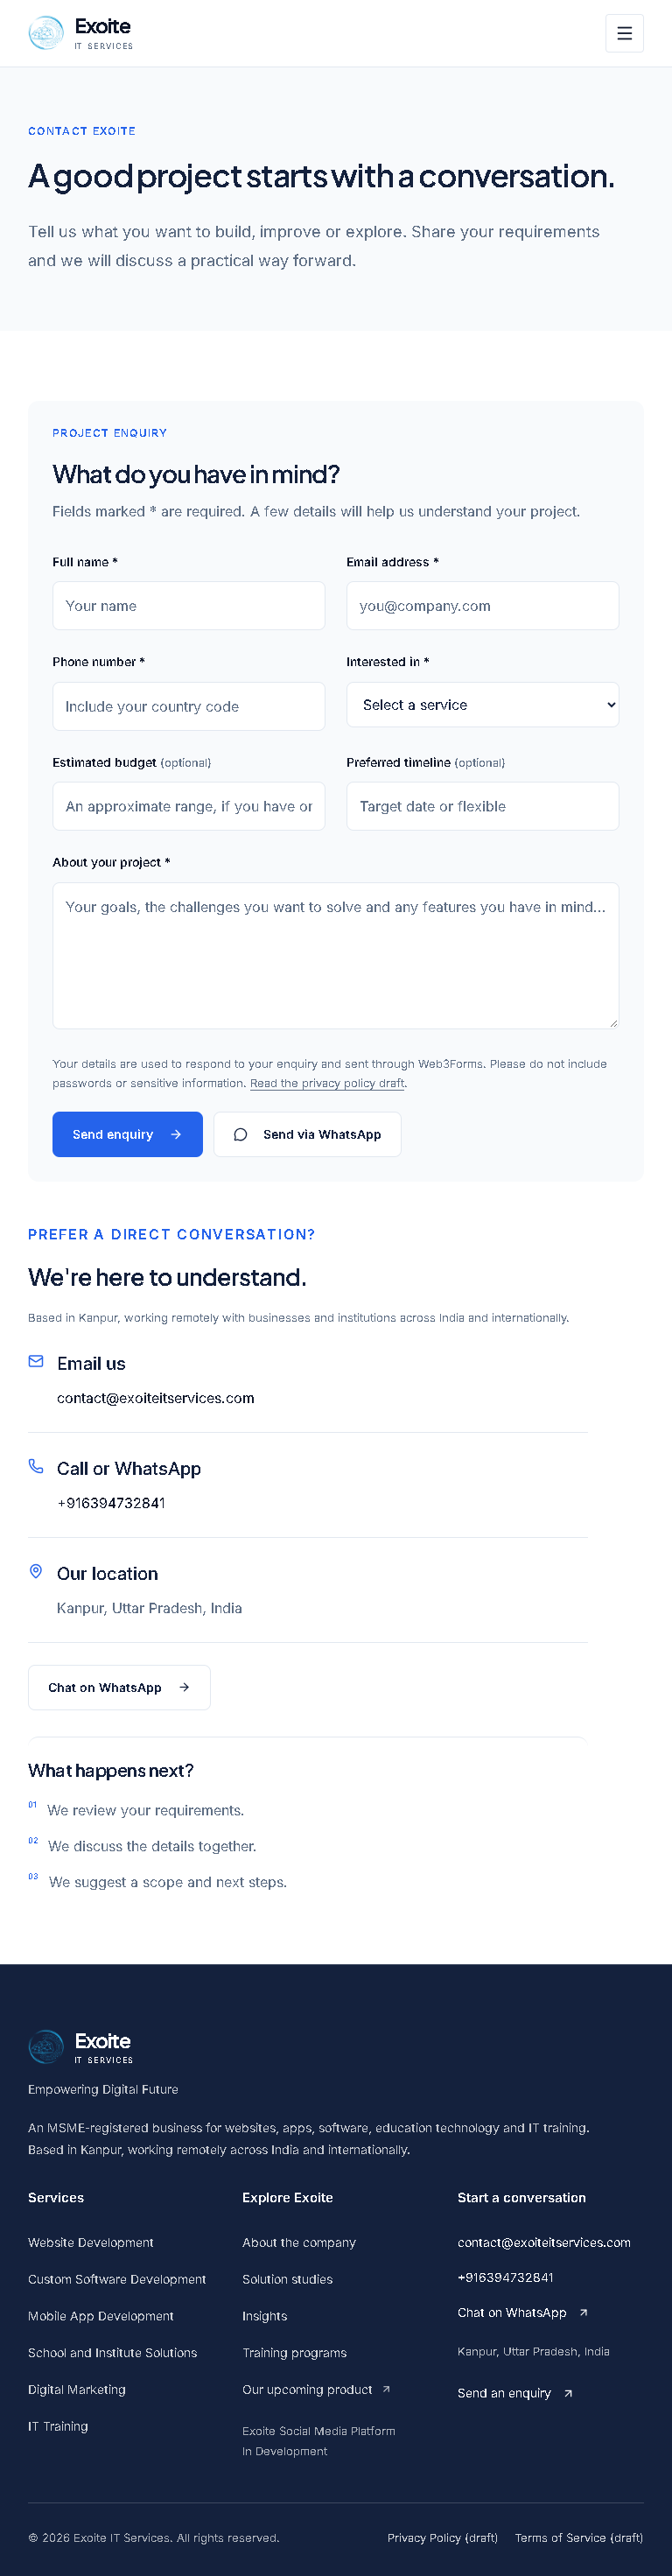 Exoite
IT SERVICES
CONTACT EXOITE
A good project starts with a conversation.
Tell us what you want to build, improve or explore. Share your requirements
and we will discuss a practical way forward.
PROJECT ENQUIRY
What do you have in mind?
Fields marked * are required. A few details will help us understand your project.
Full name *
Email address *
Your name
you@company.com
Phone number *
Interested in *
Include your country code
Select a service
Estimated budget (optional)
Preferred timeline (optional)
An approximate range, if you have or
Target date or flexible
About your project *
Your goals, the challenges you want to solve and any features you have in mind...
Your details are used to respond to your enquiry and sent through Web3Forms. Please do not include
passwords or sensitive information. Read the privacy policy draft.
Send enquiry
Send via WhatsApp
PREFER A DIRECT CONVERSATION?
We're here to understand.
Based in Kanpur, working remotely with businesses and institutions across India and internationally.
Email us
contact@exoiteitservices.com
Call or WhatsApp
+916394732841
Our location
Kanpur, Uttar Pradesh, India
Chat on WhatsApp
What happens next?
01 We review your requirements.
02 We discuss the details together.
03 We suggest a scope and next steps.
Exoite
IT SERVICES
Empowering Digital Future
An MSME-registered business for websites, apps, software, education technology and IT training.
Based in Kanpur, working remotely across India and internationally.
Services
Website Development
Custom Software Development
Mobile App Development
School and Institute Solutions
Digital Marketing
IT Training
Explore Exoite
About the company
Solution studies
Insights
Training programs
Our upcoming product
Exoite Social Media Platform
In Development
Start a conversation
contact@exoiteitservices.com
+916394732841
Chat on WhatsApp
Kanpur, Uttar Pradesh, India
Send an enquiry
© 2026 Exoite IT Services. All rights reserved.
Privacy Policy (draft)
Terms of Service (draft)